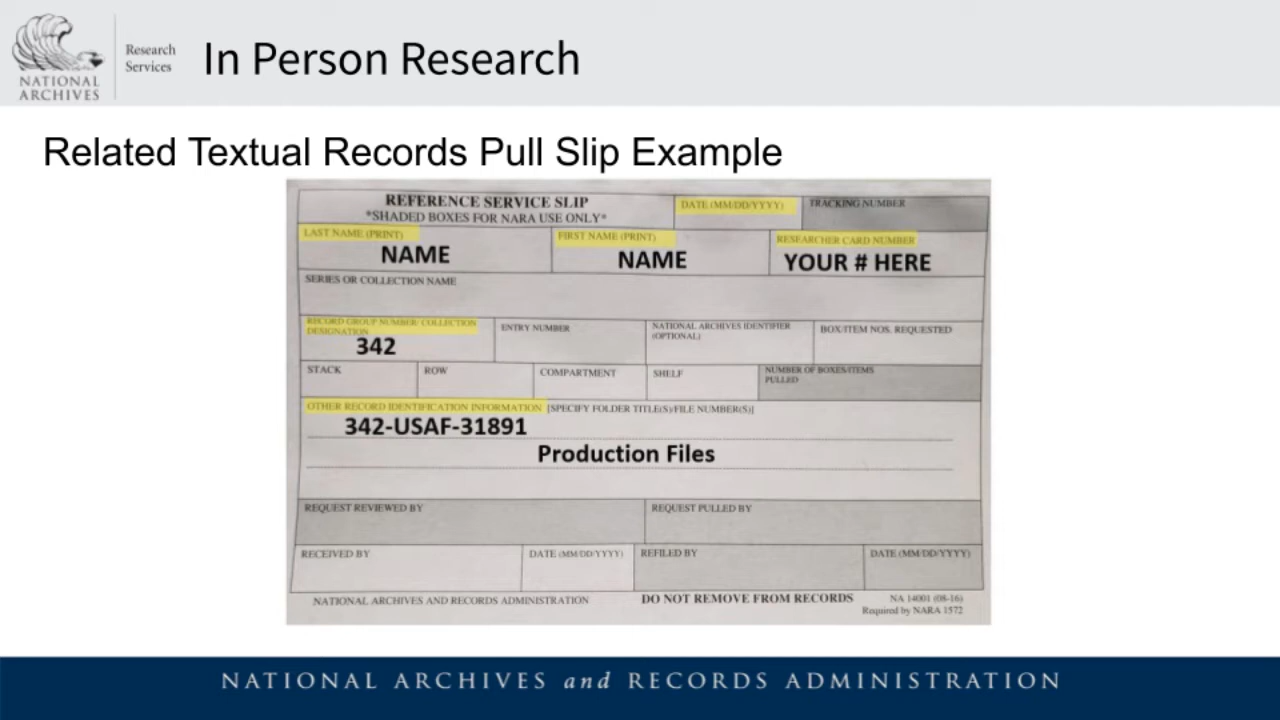 NATIONAL
ARCHIVES
Research
Services
In Person Research
Related Textual Records Pull Slip Example
REFERENCE SERVICE SLIP
*SHADED BOXES FOR NARA USE ONLY*
DATE (MM/DD/YYYY)
TRACKING NUMBER
LAST NAME (PRINT)
NAME
FIRST NAME (PRINT)
NAME
RESEARCHER CARD NUMBER
YOUR # HERE
SERIES OR COLLECTION NAME
RECORD GROUP NUMBER/ COLLECTION
DESIGNATION
342
ENTRY NUMBER
NATIONAL ARCHIVES IDENTIFIER
(OPTIONAL)
BOX/ITEM NOS. REQUESTED
STACK
ROW
COMPARTMENT
SHELF
NUMBER OF BOXES/ITEMS
PULLED
OTHER RECORD IDENTIFICATION INFORMATION [SPECIFY FOLDER TITLE(S)/FILE NUMBER(S)]
342-USAF-31891
Production Files
REQUEST REVIEWED BY
REQUEST PULLED BY
RECEIVED BY
DATE (MM/DD/YYYY)
REFILED BY
DATE (MM/DD/YYYY)
NATIONAL ARCHIVES AND RECORDS ADMINISTRATION
DO NOT REMOVE FROM RECORDS
NA 14001 (08-16)
Required by NARA 1572
NATIONAL ARCHIVES and RECORDS ADMINISTRATION